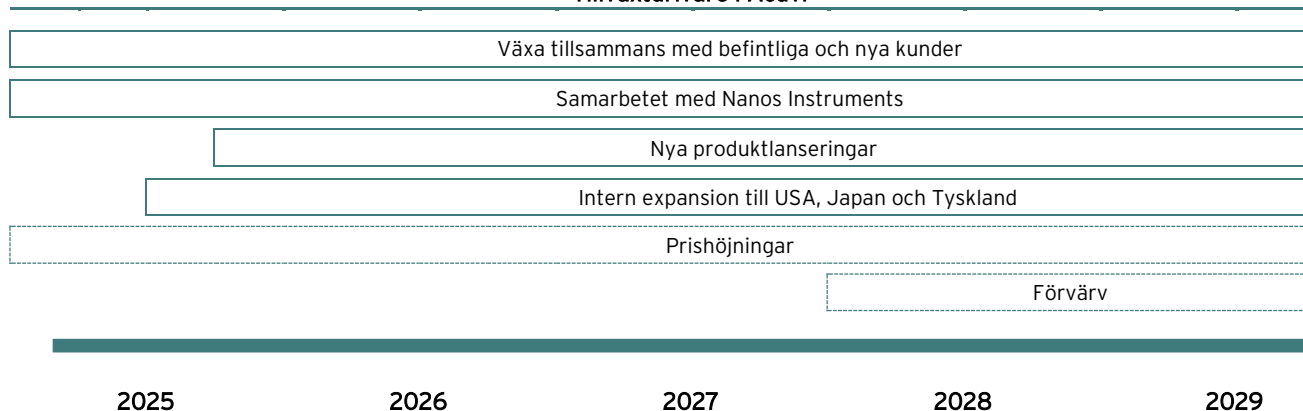 Växa tillsammans med befintliga och nya kunder
Samarbetet med Nanos Instruments
Nya produktlanseringar
Intern expansion till USA, Japan och Tyskland
Prishöjningar
Förvärv
2025 2026 2027 2028 2029